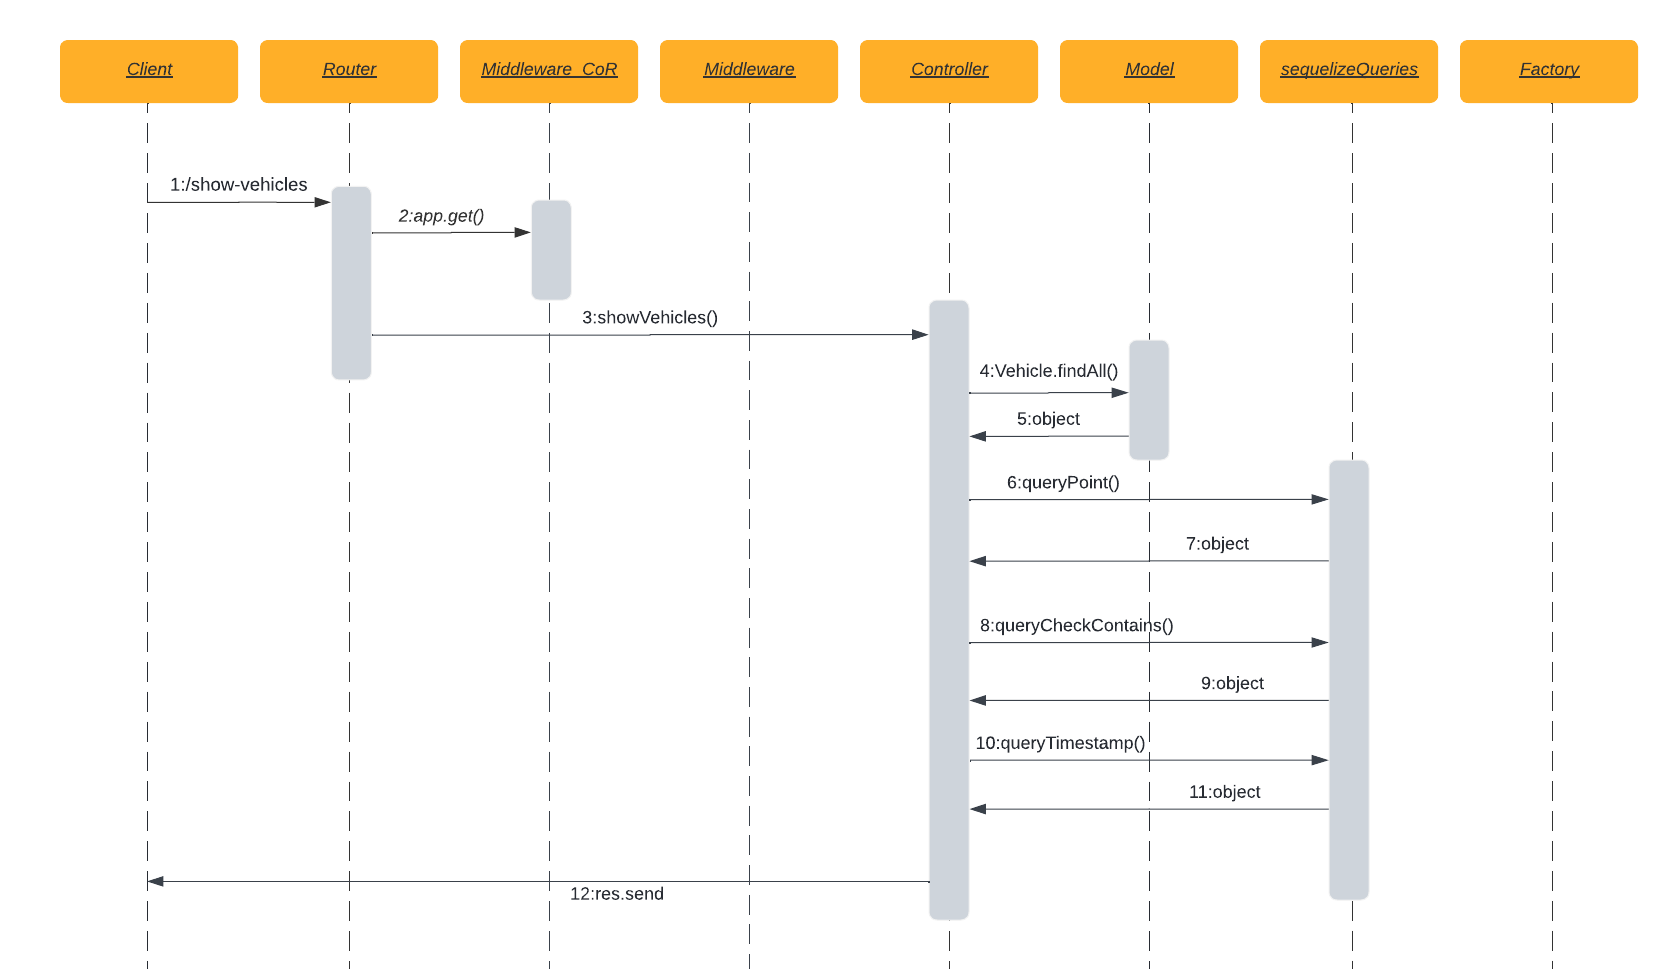 Client
Router
Middleware_CoR
Middleware
Controller
Model
sequelizeQueries
Factory
1:/show-vehicles
2:app.get()
3:showVehicles()
4:Vehicle.findAll()
5:object
6:queryPoint()
7:object
8:queryCheckContains()
9:object
10:queryTimestamp()
11:object
12:res.send